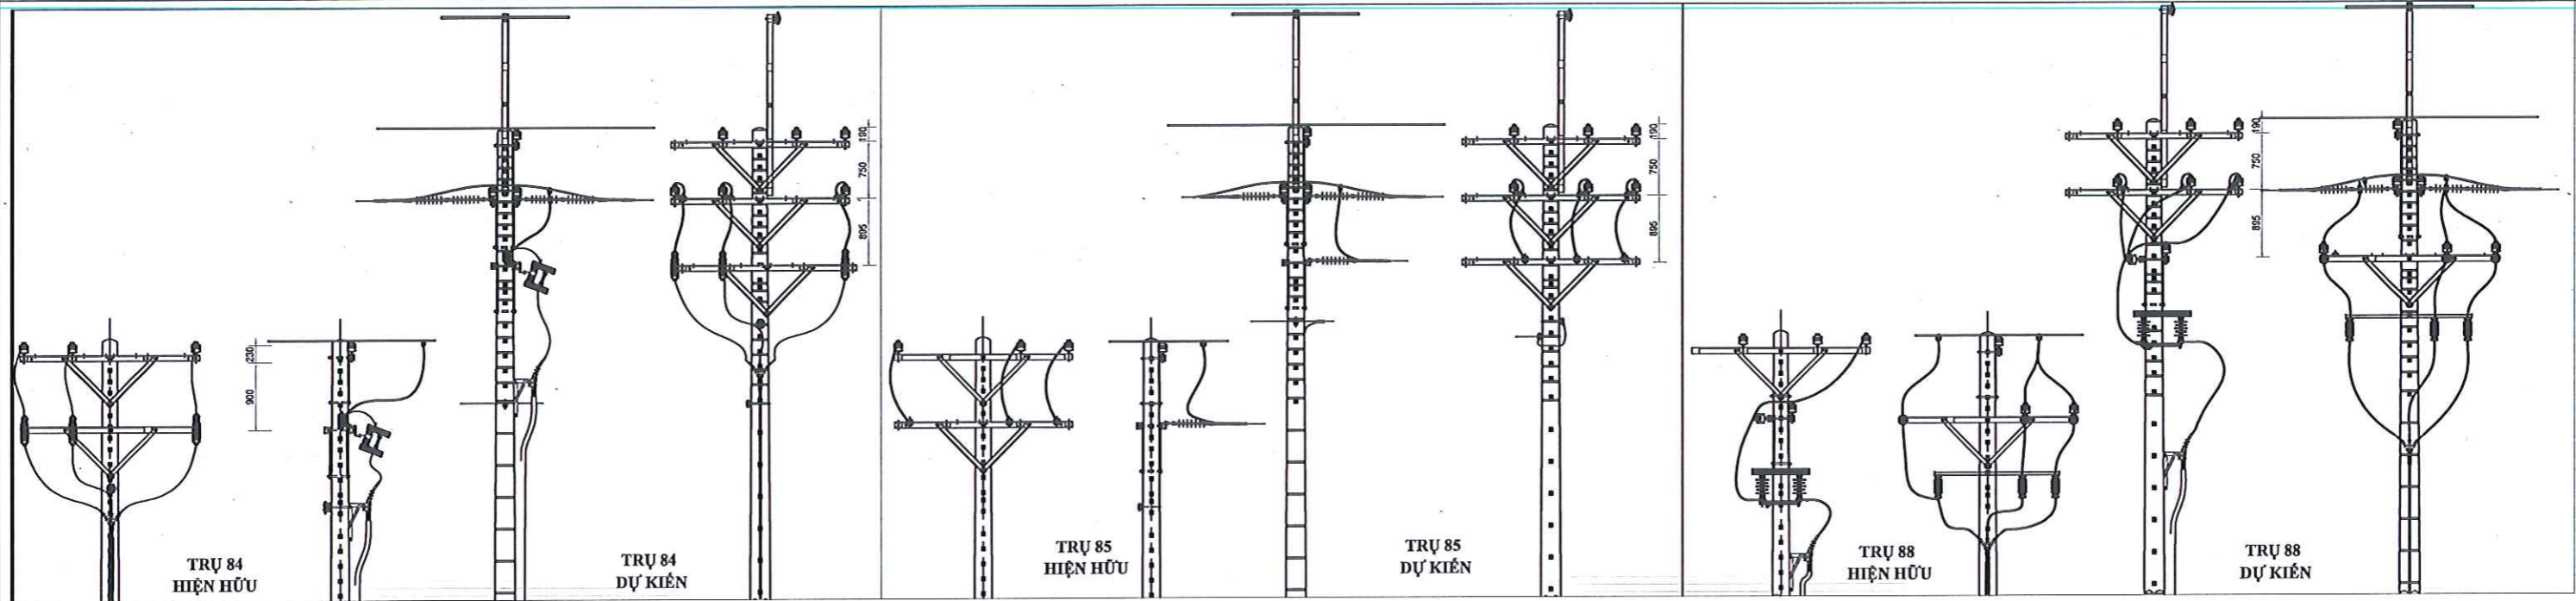 190
750
895
230
900
TRỤ 84
HIỆN HỮU
TRỤ 84
DỰ KIẾN
190
750
895
TRỤ 85
HIỆN HỮU
TRỤ 85
DỰ KIẾN
190
750
895
TRỤ 88
HIỆN HỮU
TRỤ 88
DỰ KIẾN